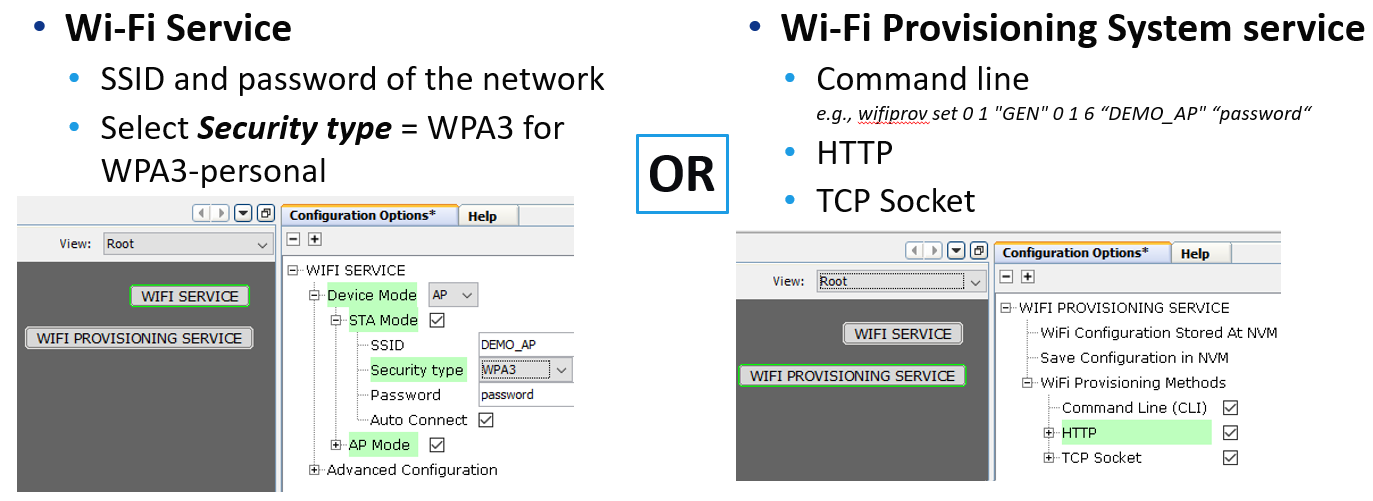 • Wi-Fi Service
• SSID and password of the network
• Select Security type = WPA3 for
WPA3-personal
View: Root
WIFI SERVICE
WIFI PROVISIONING SERVICE
Configuration Options* Help
WIFI SERVICE
Device Mode AP
STA Mode
SSID DEMO_AP
Security type WPA3
Password password
Auto Connect
AP Mode
Advanced Configuration
OR
• Wi-Fi Provisioning System service
• Command line
e.g., wifiprov set 0 1 "GEN" 0 1 6 “DEMO_AP" “password“
• HTTP
• TCP Socket
View: Root
WIFI SERVICE
WIFI PROVISIONING SERVICE
Configuration Options* Help
WIFI PROVISIONING SERVICE
WiFi Configuration Stored At NVM
Save Configuration in NVM
WiFi Provisioning Methods
Command Line (CLI)
HTTP
TCP Socket